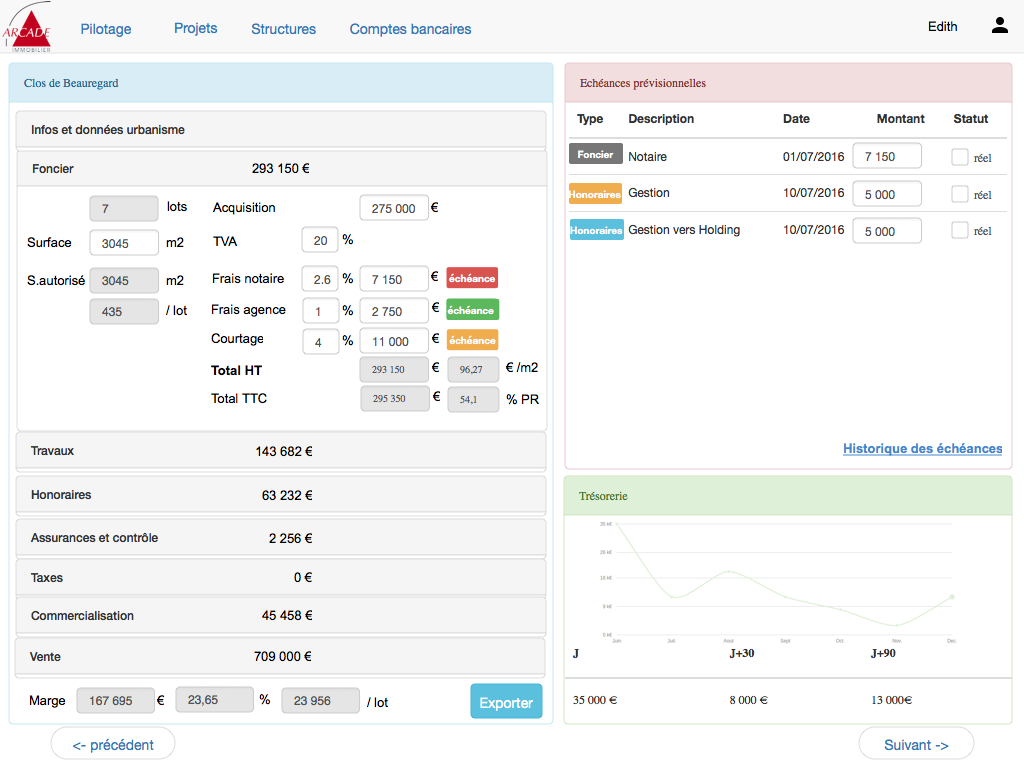 ARCADE
IMMOBILIER
Pilotage
Projets
Structures
Comptes bancaires
Edith
Clos de Beauregard
Infos et données urbanisme
Foncier 293 150 €
7 lots Acquisition 275 000 €
Surface 3045 m2 TVA 20 %
S.autorisé 3045 m2 Frais notaire 2.6 % 7 150 € échéance
435 / lot Frais agence 1 % 2 750 € échéance
Courtage 4 % 11 000 € échéance
Total HT 293 150 € 96,27 € /m2
Total TTC 295 350 € 54,1 % PR
Travaux 143 682 €
Honoraires 63 232 €
Assurances et contrôle 2 256 €
Taxes 0 €
Commercialisation 45 458 €
Vente 709 000 €
Marge 167 695 € 23,65 % 23 956 / lot Exporter
<- précédent
Echéances prévisionnelles
Type Description Date Montant Statut
Foncier Notaire 01/07/2016 7 150 réel
Honoraires Gestion 10/07/2016 5 000 réel
Honoraires Gestion vers Holding 10/07/2016 5 000 réel
Historique des échéances
Trésorerie
Juin Juil. Août Sept Oct. Nov. Dec.
J J+30 J+90
35 000 € 8 000 € 13 000€
Suivant ->